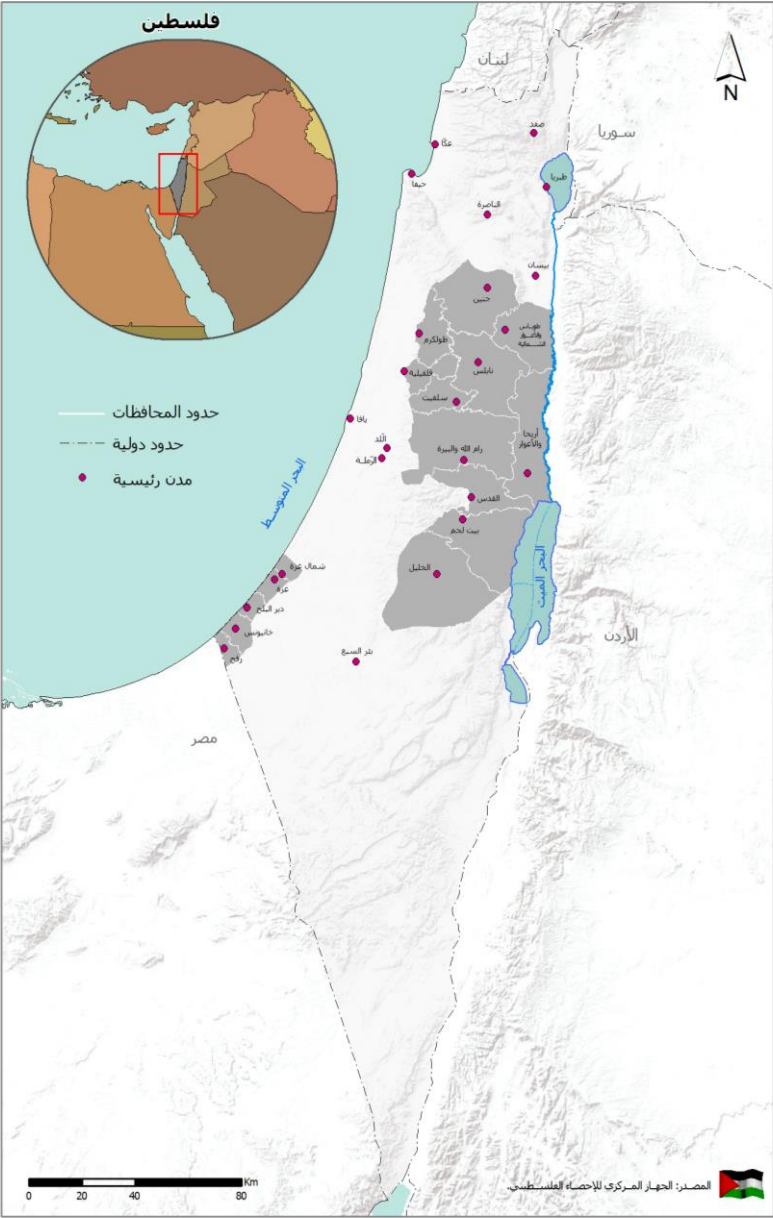 فلسطين
N
لبنان
سوريا
صفد
عكا
حيفا
طبريا
الناصرة
بيسان
جنين
طوباس
والأغوار
الشمالية
طولكرم
نابلس
قلقيلية
سلفيت
حدود المحافظات
حدود دولية
مدن رئيسية
يافا
اللد
الرملة
رام الله والبيرة
أريحا
والأغوار
القدس
بيت لحم
البحر المتوسط
البحر الميت
الخليل
شمال غزة
غزة
دير البلح
خانيونس
رفح
بئر السبع
الأردن
مصر
Km
0 20 40 80
المصدر: الجهاز المركزي للإحصاء الفلسطيني.